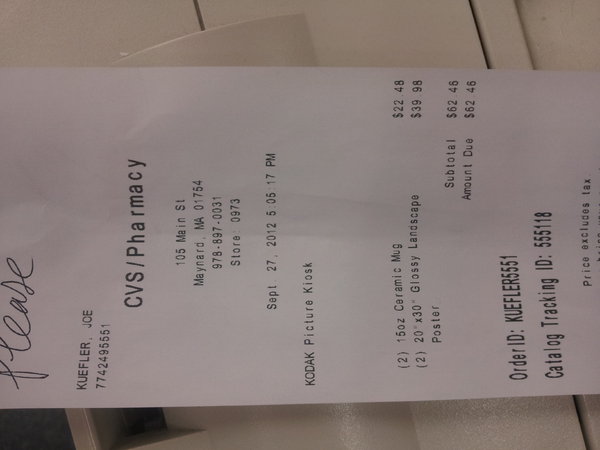 please
KUEFLER, JOE
7742495551
CVS/Pharmacy
105 Main St
Maynard, MA 01754
978-897-0031
Store: 0973
Sept. 27, 2012 5:05:17 PM
KODAK Picture Kiosk
(2) 15oz Ceramic Mug $22.48
(2) 20"x30" Glossy Landscape $39.98
Poster
Subtotal $62.46
Amount Due $62.46
Order ID: KUEFLER5551
Catalog Tracking ID: 555118
Price excludes tax.